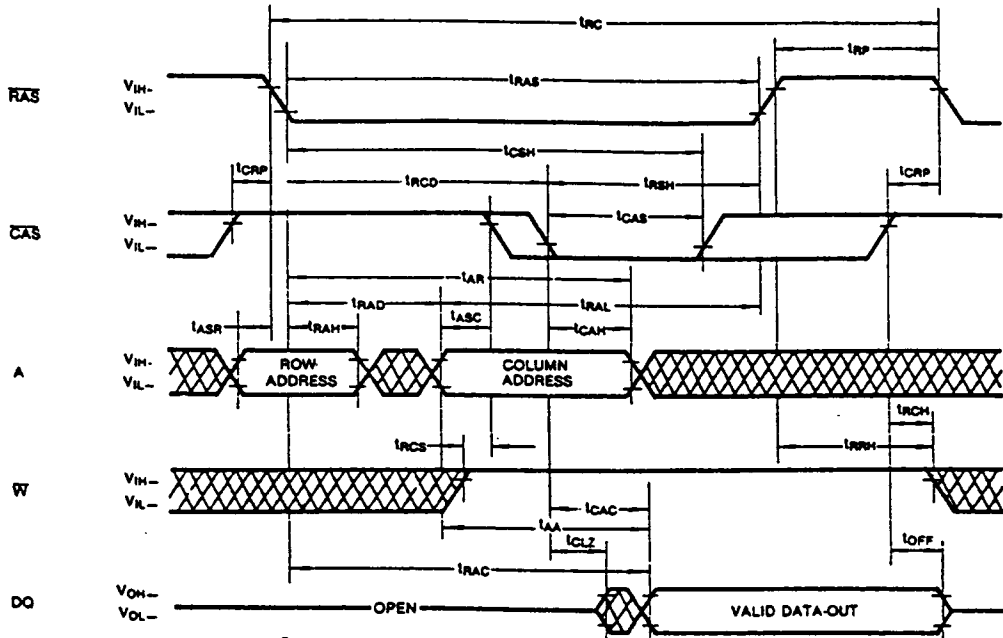 tRC
tRP
RAS
VIH-
VIL-
tRAS
tCSH
tCRP
tRCD
tRSH
tCRP
CAS
VIH-
VIL-
tCAS
tAR
tRAD
tRAL
tASR
tRAH
tASC
tCAH
A
VIH-
VIL-
ROW ADDRESS
COLUMN ADDRESS
tRCH
tRCS
tRRH
W
VIH-
VIL-
tCAC
tAA
tCLZ
tOFF
tRAC
DQ
VOH-
VOL-
OPEN
VALID DATA-OUT